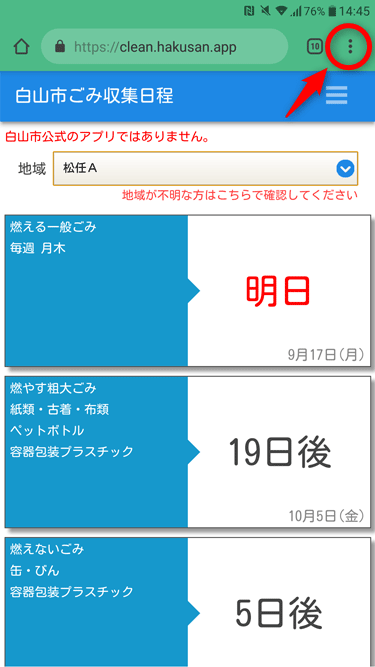 76% 14:45
https://clean.hakusan.app 10
白山市ごみ収集日程
白山市公式のアプリではありません。
地域 松任A
地域が不明な方はこちらで確認してください
燃える一般ごみ
毎週 月木
明日
9月17日(月)
燃やす粗大ごみ
紙類・古着・布類
ペットボトル
容器包装プラスチック
19日後
10月5日(金)
燃えないごみ
缶・びん
容器包装プラスチック
5日後